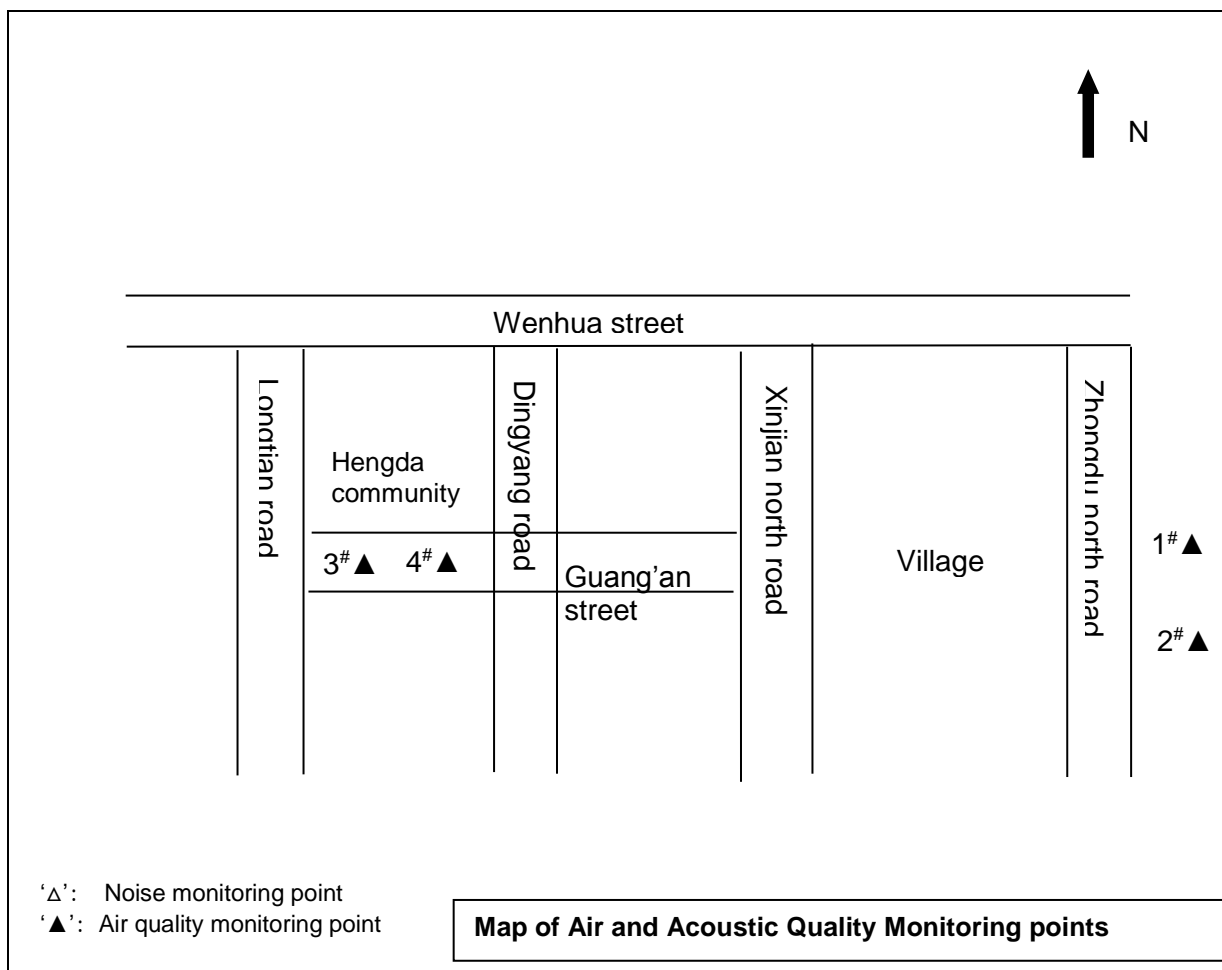 N
Wenhua street
Longtian road
Dingyang road
Xinjian north road
Zhongdu north road
Hengda
community
3#▲ 4#▲
Guang’an
street
Village
1#▲
2#▲
‘△’: Noise monitoring point
‘▲’: Air quality monitoring point
Map of Air and Acoustic Quality Monitoring points